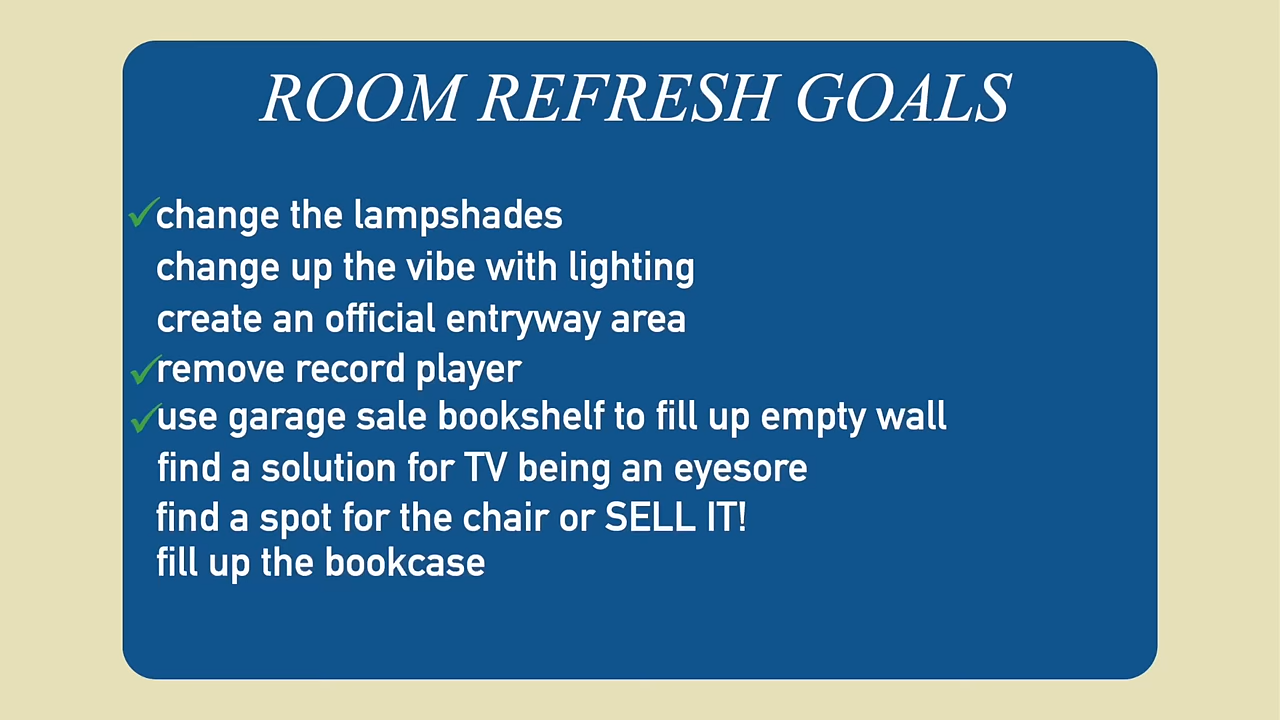 ROOM REFRESH GOALS
✓change the lampshades
change up the vibe with lighting
create an official entryway area
✓remove record player
✓use garage sale bookshelf to fill up empty wall
find a solution for TV being an eyesore
find a spot for the chair or SELL IT!
fill up the bookcase